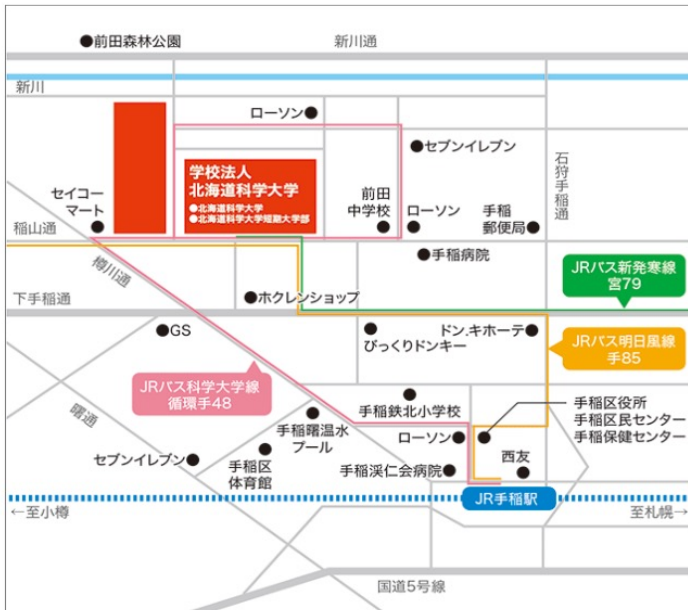 ●前田森林公園
新川通
新川
ローソン●
●セブンイレブン
学校法人
北海道科学大学
●北海道科学大学
●北海道科学大学短期大学部
石狩手稲通
セイコー
マート
●
前田
中学校
●
ローソン
●
手稲
郵便局●
稲山通
樽川通
●手稲病院
JRバス新発寒線
宮79
下手稲通
●ホクレンショップ
●GS
●
びっくりドンキー
ドン.キホーテ●
JRバス明日風線
手85
JRバス科学大学線
循環手48
曙通
●
手稲鉄北小学校
手稲区役所
手稲区民センター
手稲保健センター
●
手稲曙温水
プール
ローソン●
●
セブンイレブン●
●
手稲区
体育館
手稲渓仁会病院●
西友
●
JR手稲駅
←至小樽
至札幌→
国道5号線